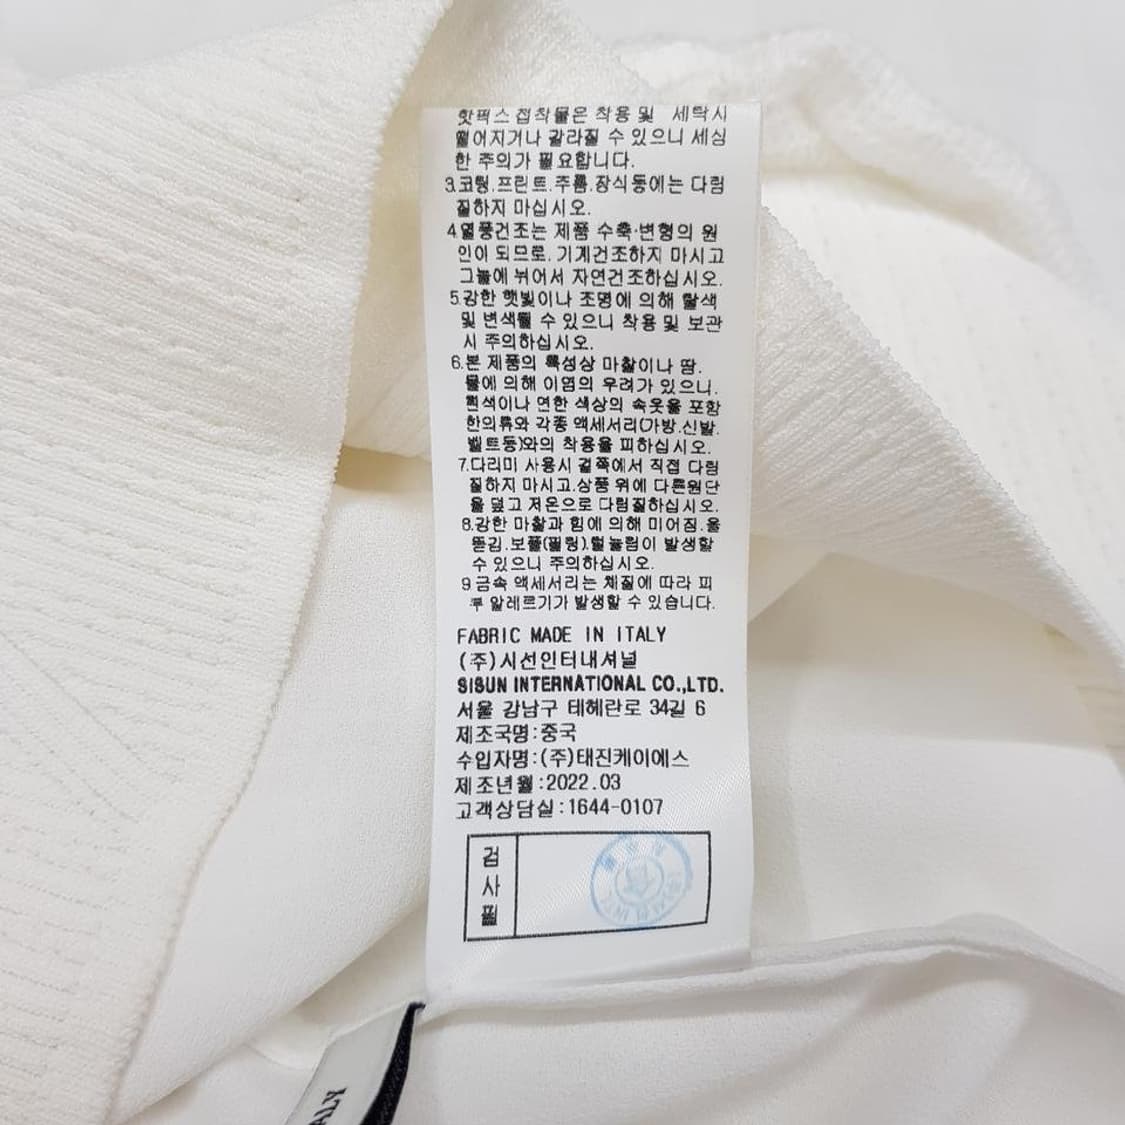 핫픽스 접착물은 착용 및 세탁시
떨어지거나 갈라질 수 있으니 세심
한 주의가 필요합니다.
3.코팅.프린트.주름.장식등에는 다림
질하지 마십시오.
4.열풍건조는 제품 수축·변형의 원
인이 되므로. 기계건조하지 마시고
그늘에 뉘어서 자연건조하십시오.
5.강한 햇빛이나 조명에 의해 탈색
및 변색될 수 있으니 착용 및 보관
시 주의하십시오.
6.본 제품의 특성상 마찰이나 땀.
물에 의해 이염의 우려가 있으니.
흰색이나 연한 색상의 속옷을 포함
한의류와 각종 액세서리(가방.신발.
벨트등)와의 착용을 피하십시오.
7.다리미 사용시 겉쪽에서 직접 다림
질하지 마시고.상품 위에 다른원단
을 덮고 저온으로 다림질하십시오.
8.강한 마찰과 힘에 의해 미어짐.올
뜯김.보풀(필링).털눌림이 발생할
수 있으니 주의하십시오.
9.금속 액세서리는 체질에 따라 피
부 알레르기가 발생할 수 있습니다.
FABRIC MADE IN ITALY
(주)시선인터내셔널
SISUN INTERNATIONAL CO.,LTD.
서울 강남구 테헤란로 34길 6
제조국명:중국
수입자명:(주)태진케이에스
제조년월:2022.03
고객상담실:1644-0107
검사필